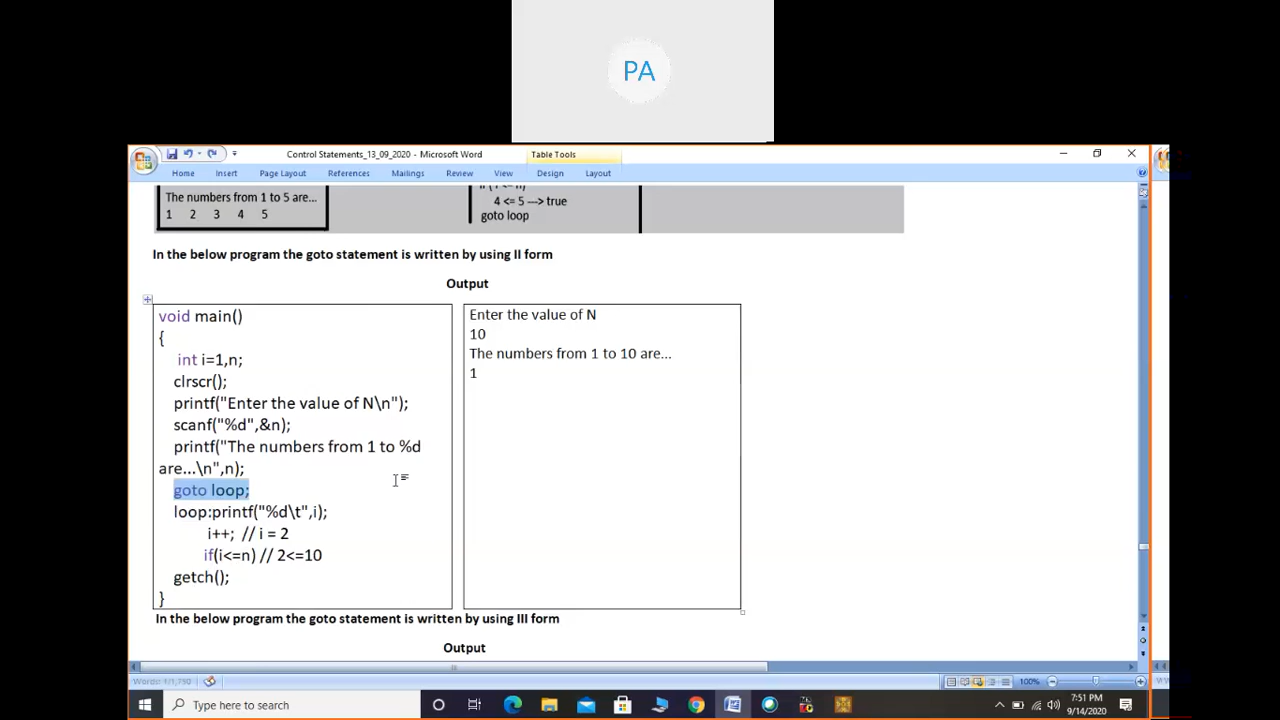 PA
Control Statements_13_09_2020 - Microsoft Word
Table Tools
Home Insert Page Layout References Mailings Review View Design Layout
The numbers from 1 to 5 are...
1 2 3 4 5
4 <= 5 ---> true
goto loop
In the below program the goto statement is written by using II form
Output
void main()
{
int i=1,n;
clrscr();
printf("Enter the value of N\n");
scanf("%d",&n);
printf("The numbers from 1 to %d
are...\n",n);
goto loop;
loop:printf("%d\t",i);
i++; // i = 2
if(i<=n) // 2<=10
getch();
}
Enter the value of N
10
The numbers from 1 to 10 are...
1
In the below program the goto statement is written by using III form
Output
Words: 1/1,750
100%
Type here to search
7:51 PM
9/14/2020